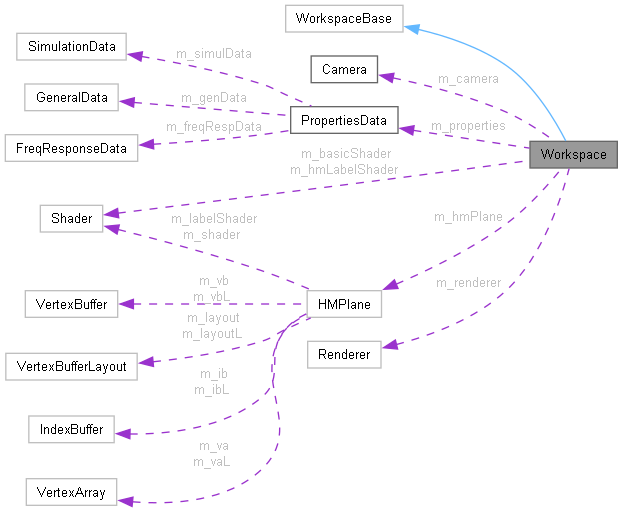 WorkspaceBase
SimulationData
m_simulData
Camera
m_camera
GeneralData
m_genData
PropertiesData
m_properties
m_freqRespData
FreqResponseData
Workspace
m_basicShader
m_hmLabelShader
Shader
m_labelShader
m_shader
m_hmPlane
m_vb
m_vbL
VertexBuffer
HMPlane
m_renderer
m_layout
m_layoutL
Renderer
VertexBufferLayout
m_ib
m_ibL
IndexBuffer
m_va
m_vaL
VertexArray